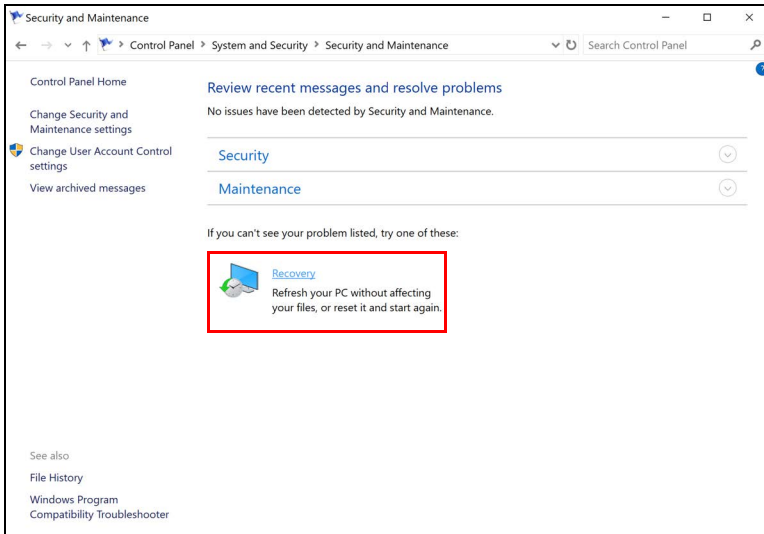 Security and Maintenance
Control Panel > System and Security > Security and Maintenance
Search Control Panel
?
Control Panel Home
Change Security and
Maintenance settings
Change User Account Control
settings
View archived messages
Review recent messages and resolve problems
No issues have been detected by Security and Maintenance.
Security
Maintenance
If you can't see your problem listed, try one of these:
Recovery
Refresh your PC without affecting
your files, or reset it and start again.
See also
File History
Windows Program
Compatibility Troubleshooter